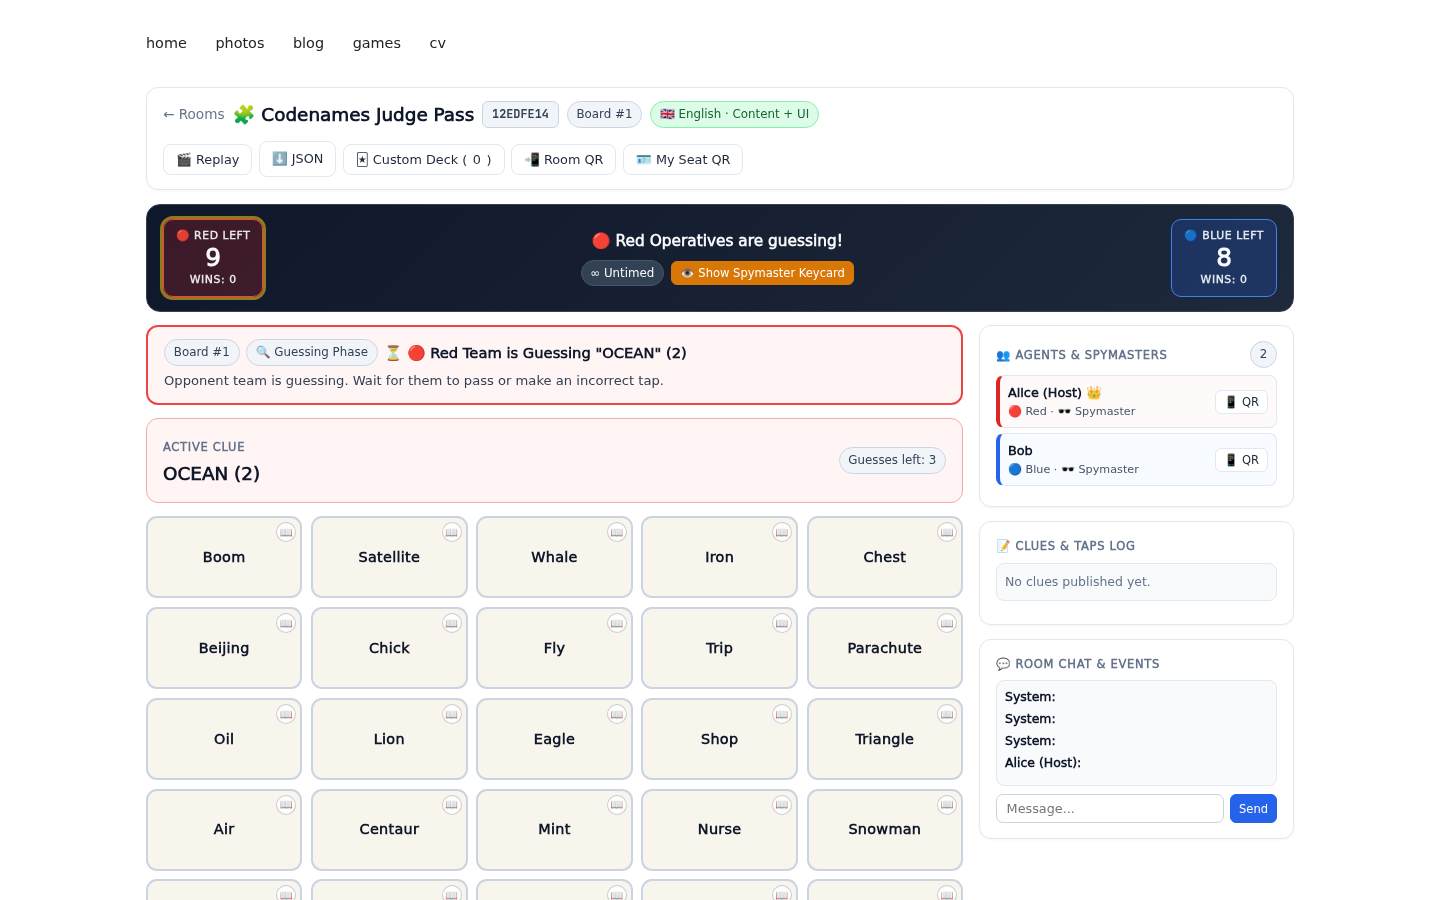 home photos blog games cv
← Rooms 🧩 Codenames Judge Pass 12EDFE14 Board #1 🇬🇧 English · Content + UI
🎬 Replay ⬇️ JSON 🃏 Custom Deck ( 0 ) 📲 Room QR 🪪 My Seat QR
🔴 RED LEFT
9
WINS: 0
🔴 Red Operatives are guessing!
∞ Untimed 👁️ Show Spymaster Keycard
🔵 BLUE LEFT
8
WINS: 0
Board #1 🔍 Guessing Phase ⏳ 🔴 Red Team is Guessing "OCEAN" (2)
Opponent team is guessing. Wait for them to pass or make an incorrect tap.
ACTIVE CLUE
OCEAN (2)
Guesses left: 3
Boom Satellite Whale Iron Chest
Beijing Chick Fly Trip Parachute
Oil Lion Eagle Shop Triangle
Air Centaur Mint Nurse Snowman
👥 AGENTS & SPYMASTERS 2
Alice (Host) 👑
🔴 Red · 🕶️ Spymaster
📱 QR
Bob
🔵 Blue · 🕶️ Spymaster
📱 QR
📝 CLUES & TAPS LOG
No clues published yet.
💬 ROOM CHAT & EVENTS
System:
System:
System:
Alice (Host):
Message... Send